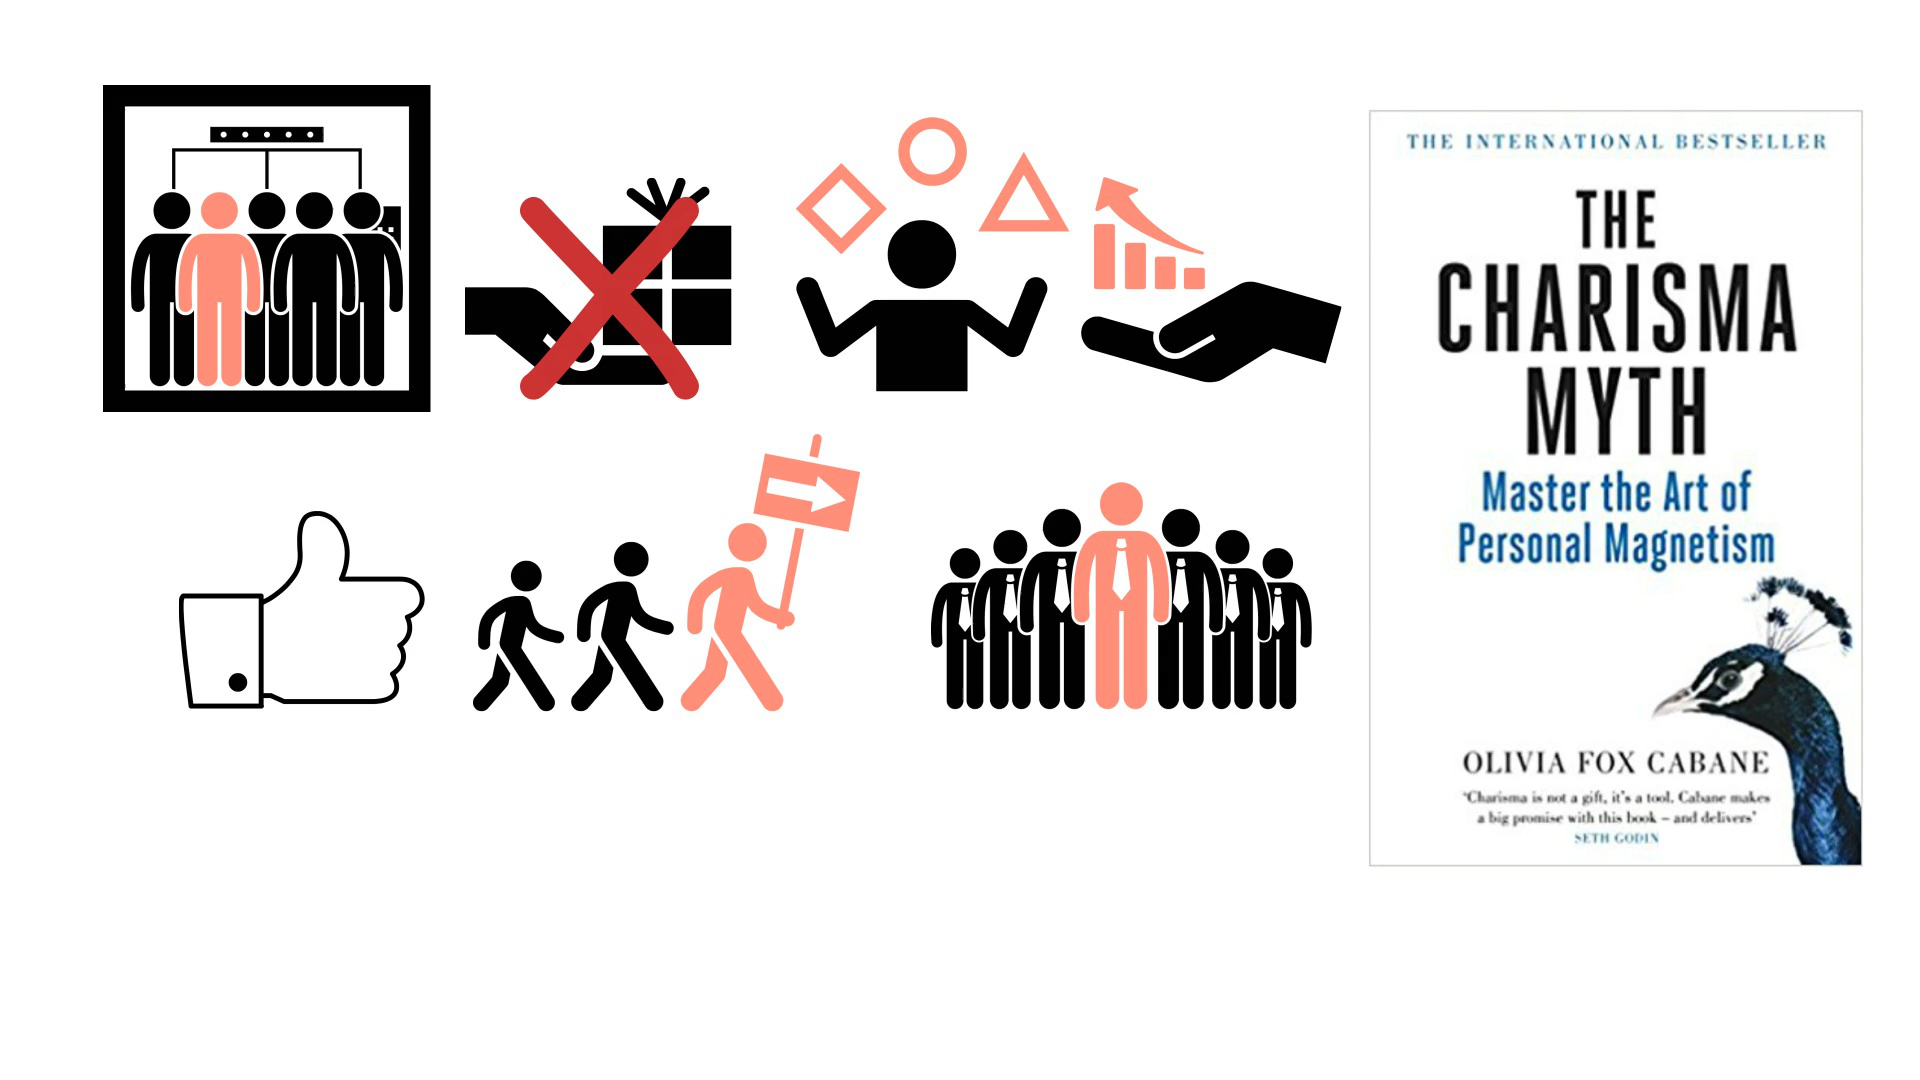 THE INTERNATIONAL BESTSELLER
THE
CHARISMA
MYTH
Master the Art of
Personal Magnetism
OLIVIA FOX CABANE
'Charisma is not a gift, it's a tool. Cabane makes
a big promise with this book – and delivers'
SETH GODIN